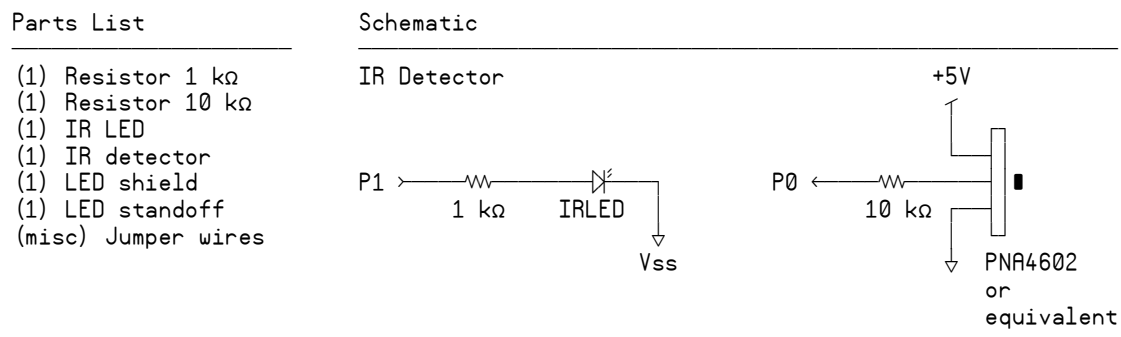 Parts List
(1) Resistor 1 kΩ
(1) Resistor 10 kΩ
(1) IR LED
(1) IR detector
(1) LED shield
(1) LED standoff
(misc) Jumper wires
Schematic
IR Detector
P1
1 kΩ
IRLED
Vss
+5V
P0
10 kΩ
PNA4602
or
equivalent